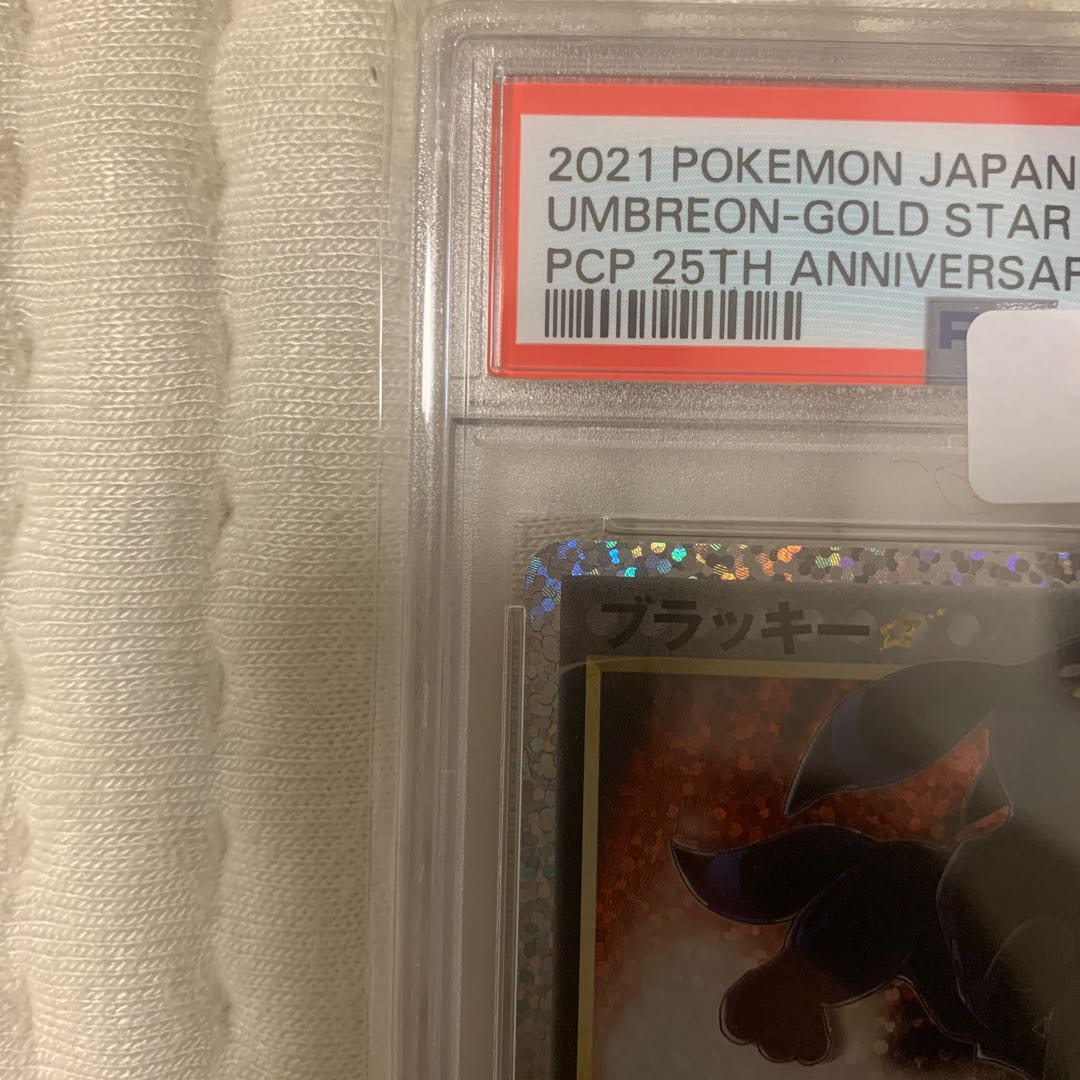 2021 POKEMON JAPAN
UMBREON-GOLD STAR
PCP 25TH ANNIVERSAR
P
ブラッキー☆